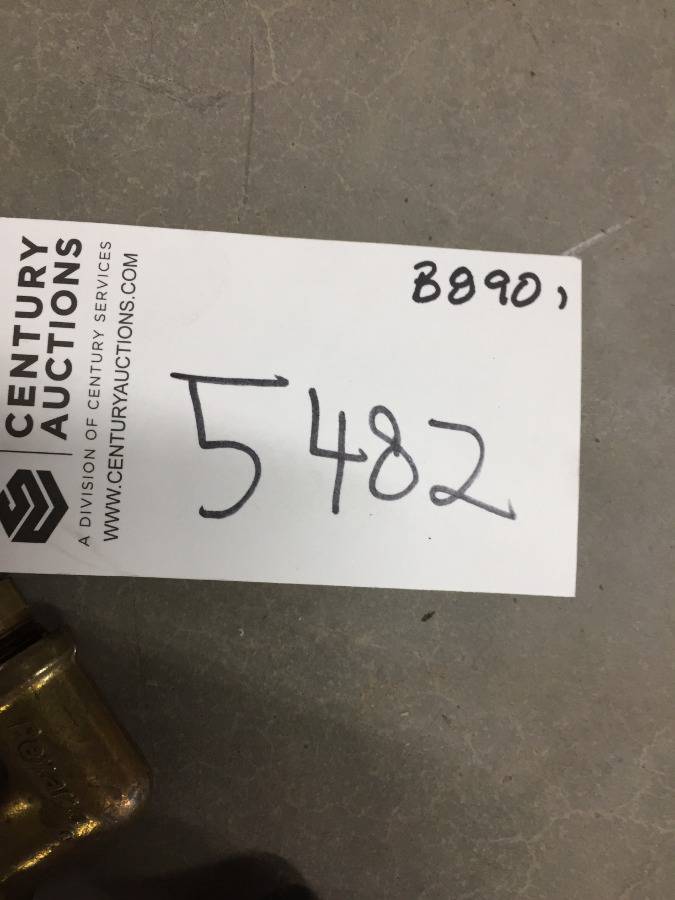 CENTURY
AUCTIONS
A DIVISION OF CENTURY SERVICES
WWW.CENTURYAUCTIONS.COM
B890,
5482